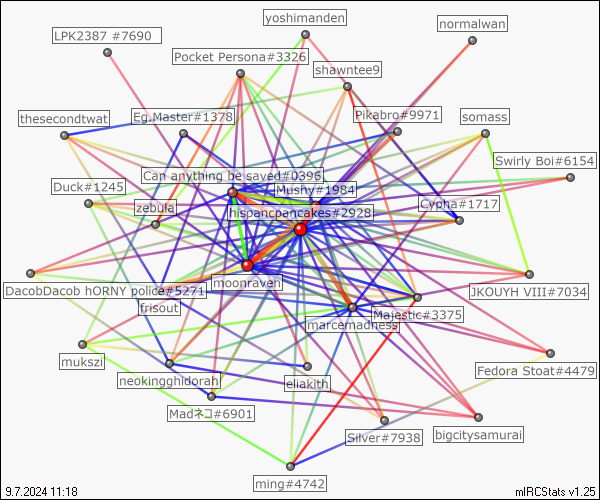 yoshimanden
normalwan
LPK2387 #7690
Pocket Persona#3326
shawntee9
thesecondtwat
Eg.Master#1378
Pikabro#9971
somass
Swirly Boi#6154
Can anything be saved#0396
Duck#1245
Mushy#1984
Cypha#1717
zebula
hispancpancakes#2928
moonraven
DacobDacob hORNY police#5271
JKOUYH VIII#7034
frisout
Majestic#3375
marcemadness
mukszi
Fedora Stoat#4479
neokingghidorah
eliakith
Madネコ#6901
Silver#7938
bigcitysamurai
ming#4742
9.7.2024 11:18
mIRCStats v1.25